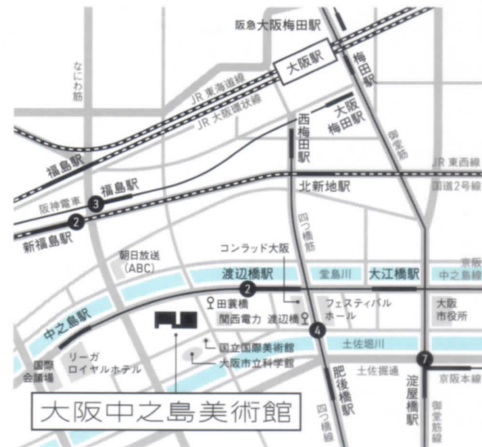 阪急大阪梅田駅
大阪駅
梅田駅
なにわ筋
JR 東海道線
JR 大阪環状線
大阪
梅田駅
西梅田駅
御堂筋
福島駅
JR 東西線
福島駅
北新地駅
国道2号線
阪神電車
3
2
新福島駅
四つ橋筋
朝日放送
(ABC)
コンラッド大阪
京阪
中之島線
渡辺橋駅
堂島川
大江橋駅
2
中之島駅
田蓑橋
フェスティバル
ホール
大阪
市役所
関西電力
渡辺橋
4
国立国際美術館
土佐堀川
国際
会議場
リーガ
ロイヤルホテル
大阪市立科学館
7
肥後橋駅
土佐掘通
淀屋橋駅
京阪本線
大阪中之島美術館
四つ橋線
御堂筋線